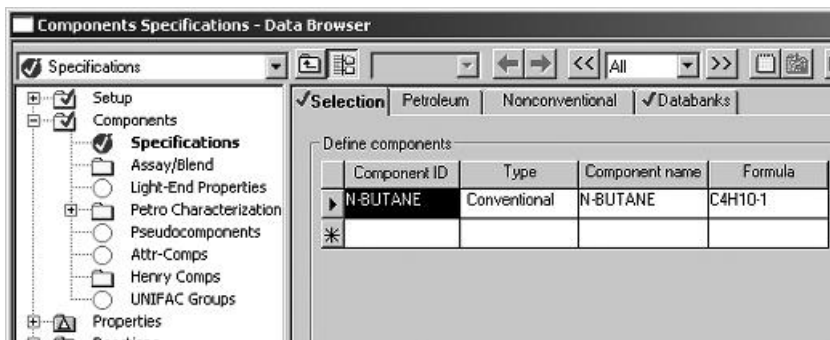 Components Specifications - Data Browser
Specifications
<< All >>
Setup
Components
Specifications
Assay/Blend
Light-End Properties
Petro Characterization
Pseudocomponents
Attr-Comps
Henry Comps
UNIFAC Groups
Properties
Selection Petroleum Nonconventional Databanks
Define components
Component ID Type Component name Formula
N-BUTANE Conventional N-BUTANE C4H10-1